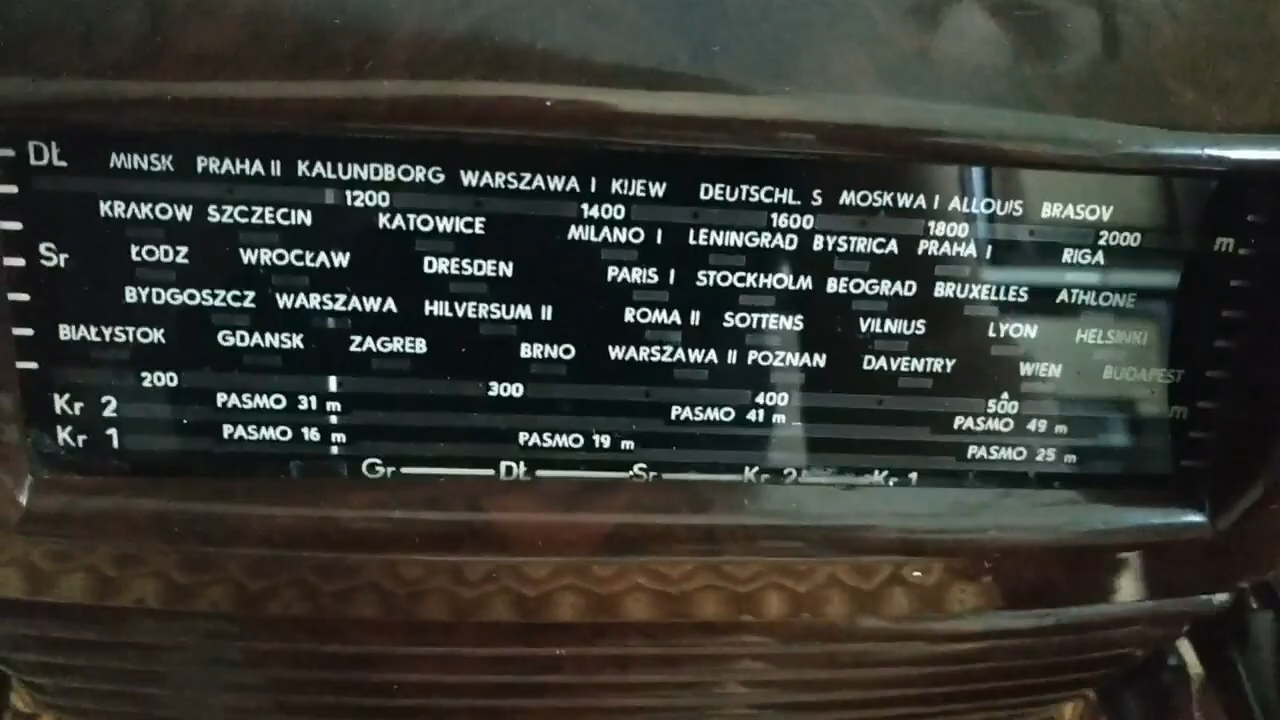 DŁ MINSK PRAHA II KALUNDBORG WARSZAWA I KIJEW DEUTSCHL. S MOSKWA I ALLOUIS BRASOV
1200 1400 1600 1800 2000 m
KRAKOW SZCZECIN KATOWICE MILANO I LENINGRAD BYSTRICA PRAHA I RIGA
Sr ŁODZ WROCŁAW DRESDEN PARIS I STOCKHOLM BEOGRAD BRUXELLES ATHLONE
BYDGOSZCZ WARSZAWA HILVERSUM II ROMA II SOTTENS VILNIUS LYON HELSINKI
BIAŁYSTOK GDANSK ZAGREB BRNO WARSZAWA II POZNAN DAVENTRY WIEN BUDAPEST
200 300 400 500 m
Kr 2 PASMO 31 m PASMO 41 m PASMO 49 m
Kr 1 PASMO 16 m PASMO 19 m PASMO 25 m
Gr DŁ Sr Kr 2 Kr 1